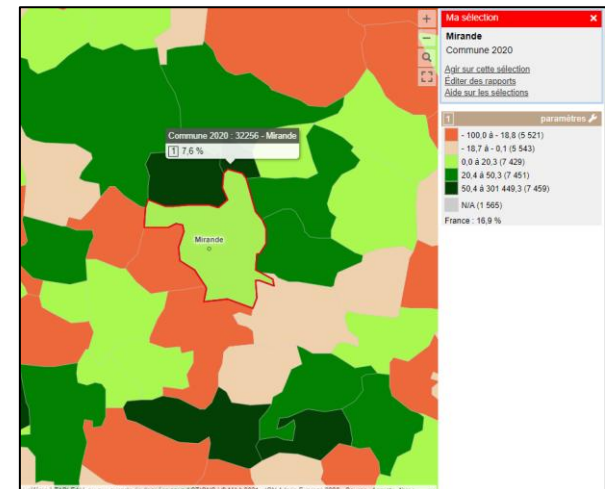 +
−
Ma sélection ×
Mirande
Commune 2020
Agir sur cette sélection
Éditer des rapports
Aide sur les sélections
1 paramètres
- 100,0 à - 18,8 (5 521)
- 18,7 à - 0,1 (5 543)
0,0 à 20,3 (7 429)
20,4 à 50,3 (7 451)
50,4 à 301 449,3 (7 459)
N/A (1 565)
France : 16,9 %
Commune 2020 : 32256 - Mirande
1 7,6 %
Mirande